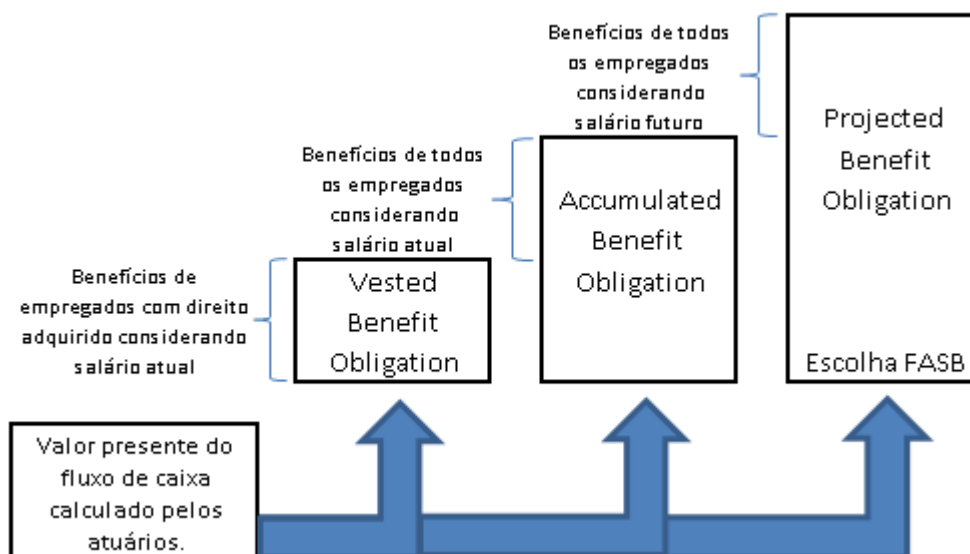 Benefícios de todos
os empregados
considerando
salário futuro
Projected
Benefit
Obligation
Escolha FASB
Benefícios de todos
os empregados
considerando
salário atual
Accumulated
Benefit
Obligation
Benefícios de
empregados com direito
adquirido considerando
salário atual
Vested
Benefit
Obligation
Valor presente do
fluxo de caixa
calculado pelos
atuários.